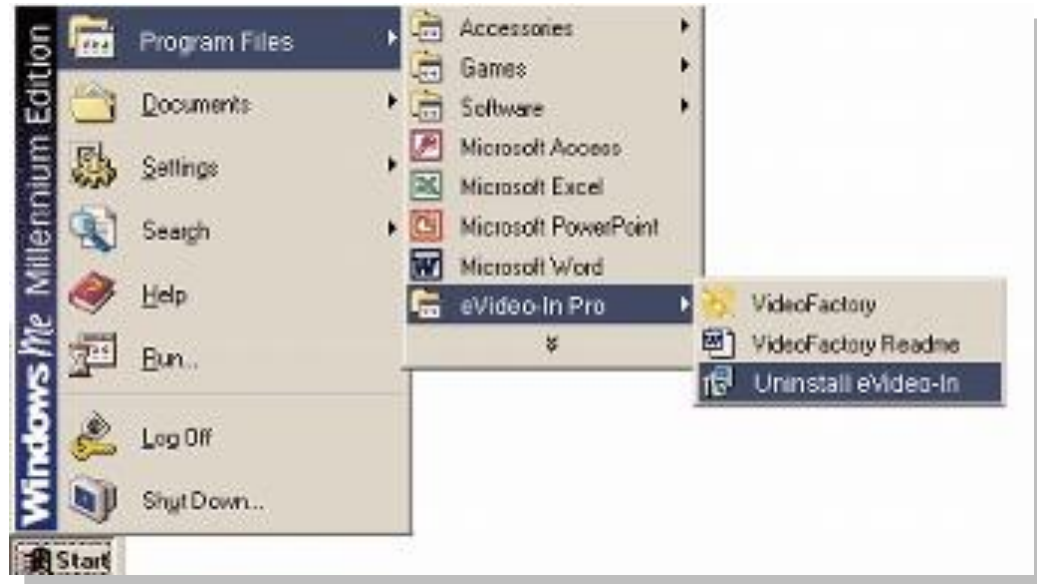 Windows Me Millennium Edition
Program Files
Documents
Settings
Search
Help
Run...
Log Off
Shut Down...
Start
Accessories
Games
Software
Microsoft Access
Microsoft Excel
Microsoft PowerPoint
Microsoft Word
eVideo-In Pro
VideoFactory
VideoFactory Readme
Uninstall eVideo-In